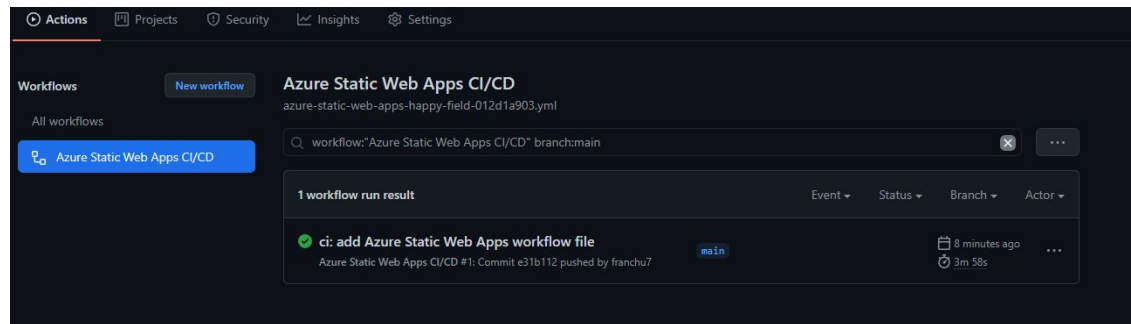 Actions Projects Security Insights Settings
Workflows New workflow
All workflows
Azure Static Web Apps CI/CD
Azure Static Web Apps CI/CD
azure-static-web-apps-happy-field-012d1a903.yml
workflow:"Azure Static Web Apps CI/CD" branch:main
1 workflow run result Event Status Branch Actor
ci: add Azure Static Web Apps workflow file
Azure Static Web Apps CI/CD #1: Commit e31b112 pushed by franchu7
main
8 minutes ago
3m 58s